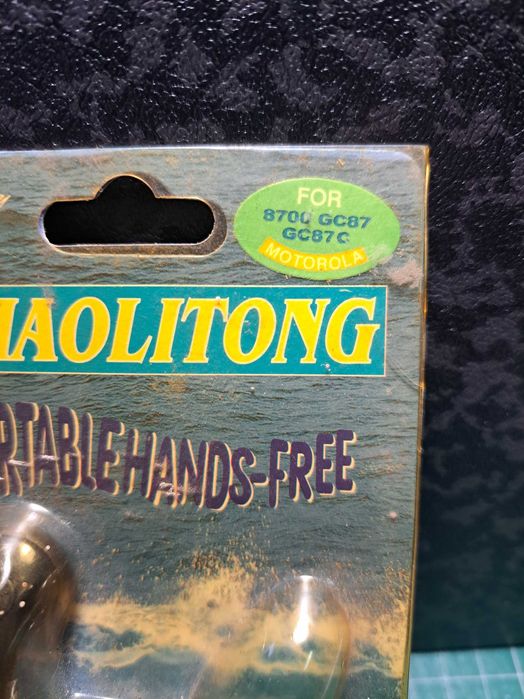 FOR
8700 GC87
GC87C
MOTOROLA
HAOLITONG
RTABLE HANDS-FREE